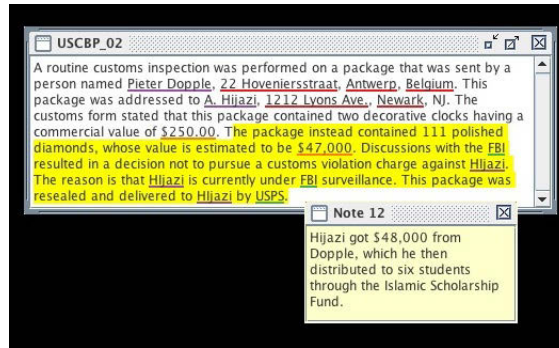 USCBP_02
A routine customs inspection was performed on a package that was sent by a
person named Pieter Dopple, 22 Hoveniersstraat, Antwerp, Belgium. This
package was addressed to A. Hijazi, 1212 Lyons Ave., Newark, NJ. The
customs form stated that this package contained two decorative clocks having a
commercial value of $250.00. The package instead contained 111 polished
diamonds, whose value is estimated to be $47,000. Discussions with the FBI
resulted in a decision not to pursue a customs violation charge against HIjazi.
The reason is that HIjazi is currently under FBI surveillance. This package was
resealed and delivered to HIjazi by USPS.
Note 12
Hijazi got $48,000 from
Dopple, which he then
distributed to six students
through the Islamic Scholarship
Fund.